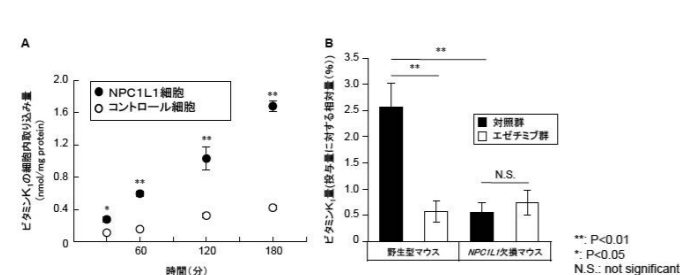 A
ビタミンK₁の細胞内取り込み量
(nmol/mg protein)
2.0
1.6
1.2
0.8
0.4
0
● NPC1L1細胞
○ コントロール細胞
*
**
**
**
60
120
180
時間(分)
B
ビタミンK₁量(投与量に対する相対量(%))
3.5
3.0
2.5
2.0
1.5
1.0
0.5
0
**
**
対照群
エゼチミブ群
N.S.
野生型マウス
NPC1L1欠損マウス
**: P<0.01
*: P<0.05
N.S.: not significant